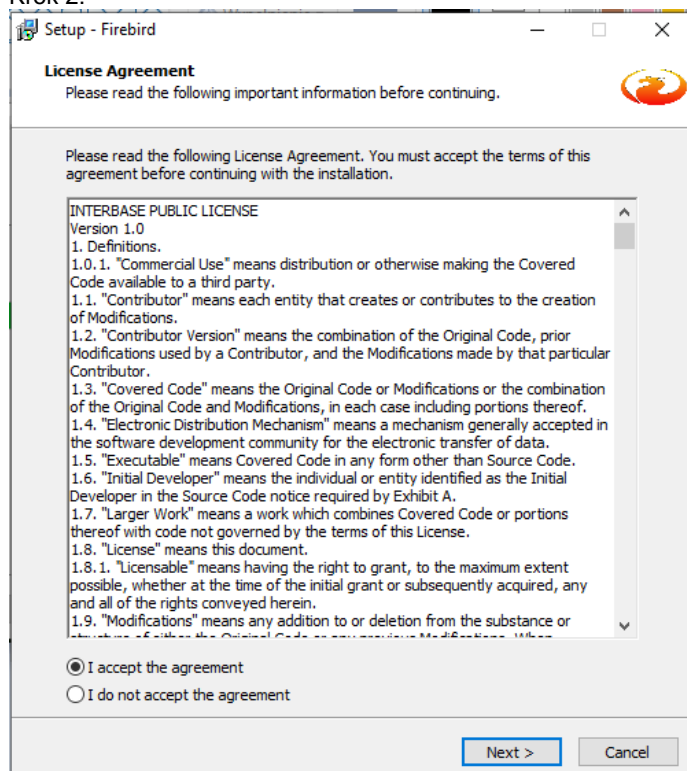 Krok 2.
Setup - Firebird
License Agreement
Please read the following important information before continuing.
Please read the following License Agreement. You must accept the terms of this
agreement before continuing with the installation.
INTERBASE PUBLIC LICENSE
Version 1.0
1. Definitions.
1.0.1. "Commercial Use" means distribution or otherwise making the Covered
Code available to a third party.
1.1. "Contributor" means each entity that creates or contributes to the creation
of Modifications.
1.2. "Contributor Version" means the combination of the Original Code, prior
Modifications used by a Contributor, and the Modifications made by that particular
Contributor.
1.3. "Covered Code" means the Original Code or Modifications or the combination
of the Original Code and Modifications, in each case including portions thereof.
1.4. "Electronic Distribution Mechanism" means a mechanism generally accepted in
the software development community for the electronic transfer of data.
1.5. "Executable" means Covered Code in any form other than Source Code.
1.6. "Initial Developer" means the individual or entity identified as the Initial
Developer in the Source Code notice required by Exhibit A.
1.7. "Larger Work" means a work which combines Covered Code or portions
thereof with code not governed by the terms of this License.
1.8. "License" means this document.
1.8.1. "Licensable" means having the right to grant, to the maximum extent
possible, whether at the time of the initial grant or subsequently acquired, any
and all of the rights conveyed herein.
1.9. "Modifications" means any addition to or deletion from the substance or
structure of either the Original Code or any previous Modifications. When
I accept the agreement
I do not accept the agreement
Next >
Cancel